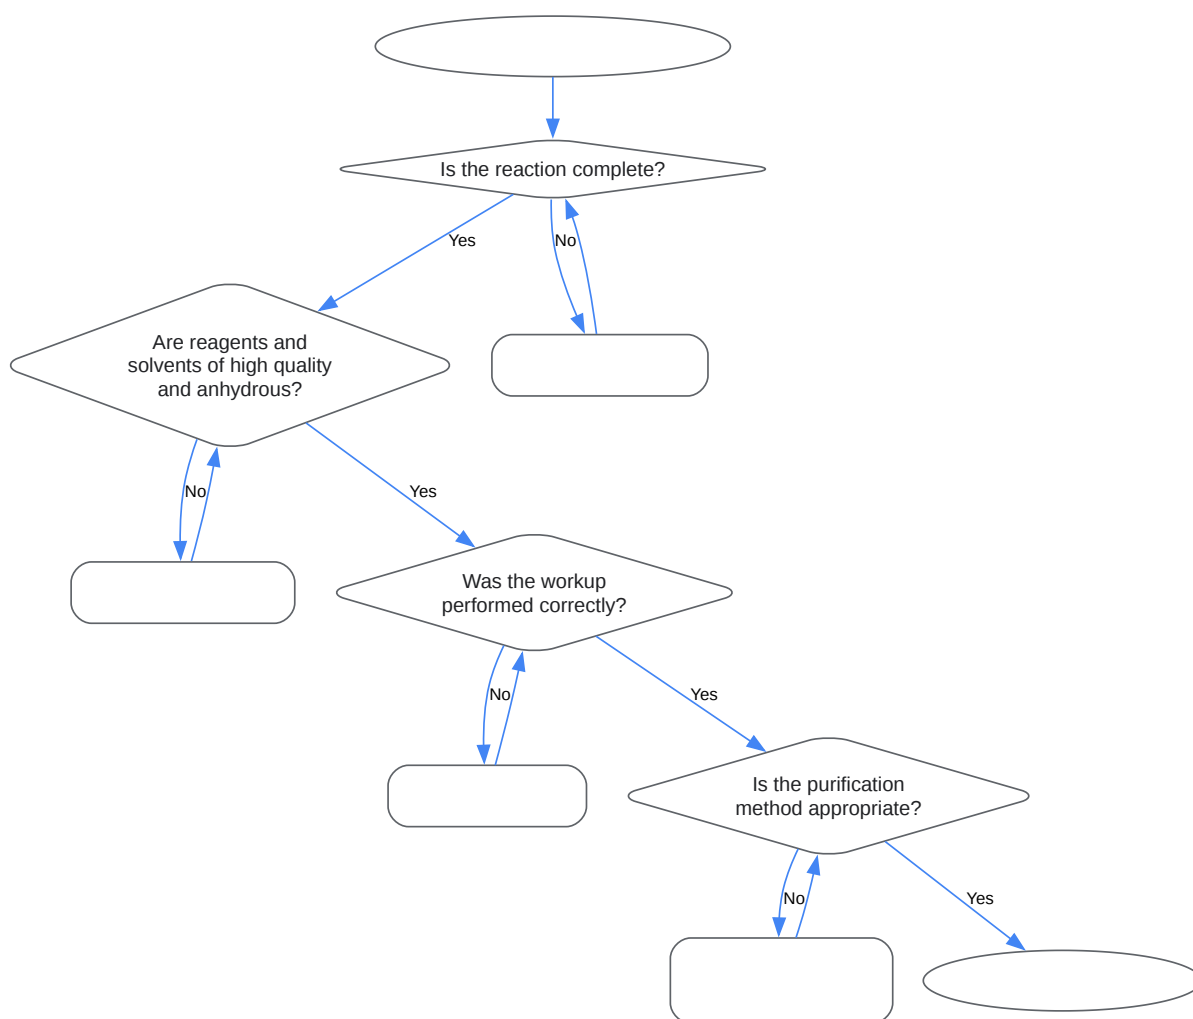 Is the reaction complete?
Yes
No
Are reagents and
solvents of high quality
and anhydrous?
No
Yes
Was the workup
performed correctly?
No
Yes
Is the purification
method appropriate?
No
Yes